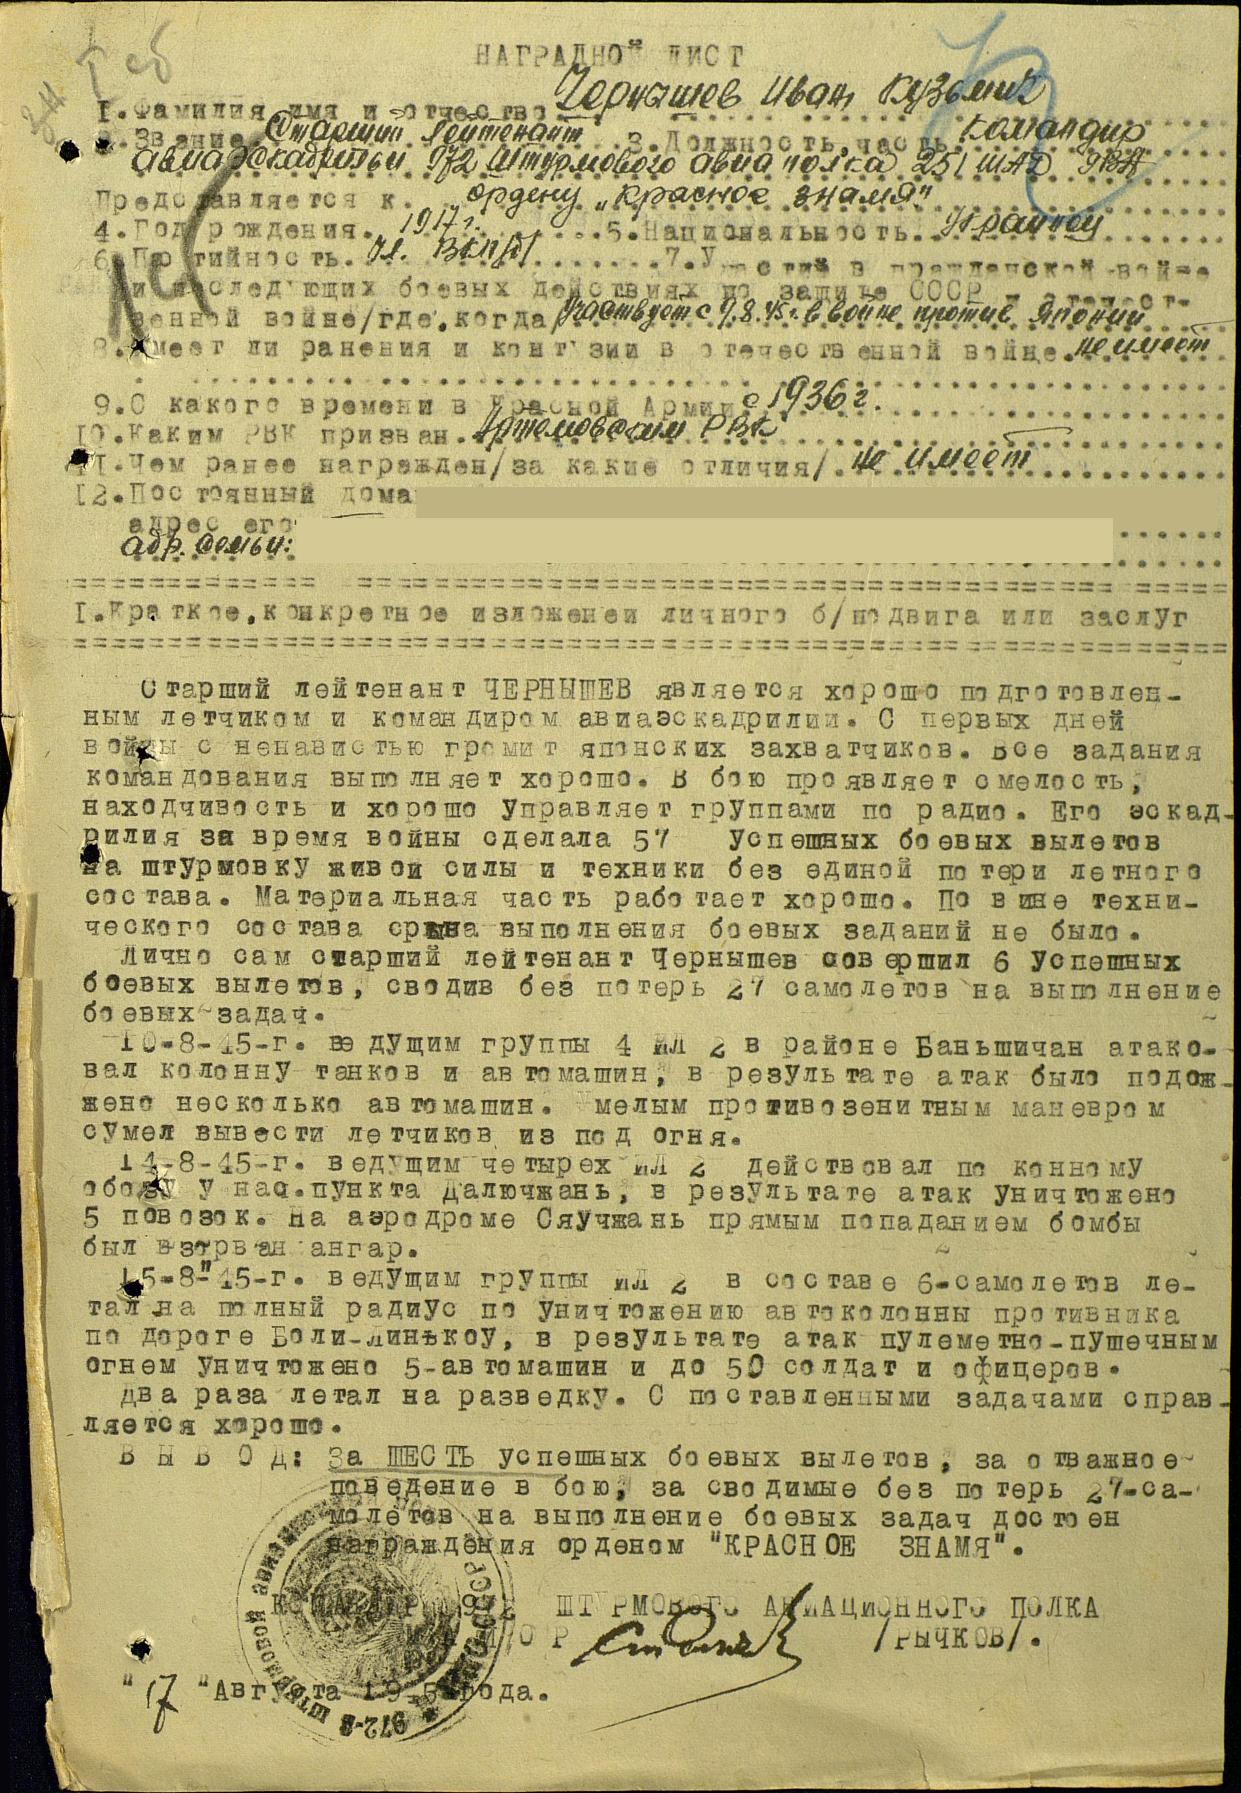 НАГРАДНОЙ ЛИСТ
I.Фамилия имя и отчество Чернышев Иван Кузьмич
2.Звание Старший лейтенант 3.Должность,часть командир
авиаэскадрильи 972 Штурмового авиаполка 251 ШАД 9ВА
Представляется к ордену „Красное знамя"
4.Год рождения. 1917г. 5.Национальность. Украинец
6.Партийность. Чл. ВКП/б/ 7.Участие в гражданской войне
и последующих боевых действиях по защите СССР и отечест-
венной войне/где,когда/ Участвует с 9.8.45г. в войне против Японии
8.Имеет ли ранения и контузии в отечественной войне. не имеет
9.С какого времени в Красной Армии с 1936г.
10.Каким РВК призван. Артемовским РВК
11.Чем ранее награжден/за какие отличия/. не имеет
I2.Постоянный дома
адрес его
адр. семьи:
I.Краткое,конкретное изложеней личного б/подвига или заслуг
Старший лейтенант ЧЕРНЫШЕВ является хорошо подготовлен-
ным летчиком и командиром авиаэскадрилии. С первых дней
войны с ненавистью громит японских захватчиков. Все задания
командования выполняет хорошо. В бою проявляет смелость,
находчивость и хорошо управляет группами по радио. Его эскад-
рилия за время войны сделала 57 успешных боевых вылетов
на штурмовку живой силы и техники без единой потери летного
состава. Материальная часть работает хорошо. По вине техни-
ческого состава срыва выполнения боевых заданий не было.
Лично сам старший лейтенант Чернышев совершил 6 успешных
боевых вылетов, сводив без потерь 27 самолетов на выполнение
боевых задач.
10-8-45-г. ведущим группы 4 ИЛ 2 в районе Баньшичан атако-
вал колонну танков и автомашин, в результате атак было подож-
жено несколько автомашин. мелым противозенитным маневром
сумел вывести летчиков из под огня.
14-8-45-г. ведущим четырех ИЛ 2 действовал по конному
обозу у нас.пункта Далючжань, в результате атак уничтожено
5 повозок. На аэродроме Сяучжань прямым попаданием бомбы
был взорван ангар.
15-8-45-г. ведущим группы ИЛ 2 в составе 6-самолетов ле-
тал на полный радиус по уничтожению автоколонны противника
по дороге Боли-Линькоу, в результате атак пулеметно-пушечным
огнем уничтожено 5-автомашин и до 50 солдат и офицеров.
Два раза летал на разведку. С поставленными задачами справ-
ляется хорошо.
В Ы В О Д: За ШЕСТЬ успешных боевых вылетов, за отважное
поведение в бою, за сводимые без потерь 27-са-
молетов на выполнение боевых задач достоен
награждения орденом "КРАСНОЕ ЗНАМЯ".
КОМАНДИР 972 ШТУРМОВОГО АВИАЦИОННОГО ПОЛКА
МАЙОР /РЫЧКОВ/.
"17" Августа 1945 года.
972-й штурмовой авиационный